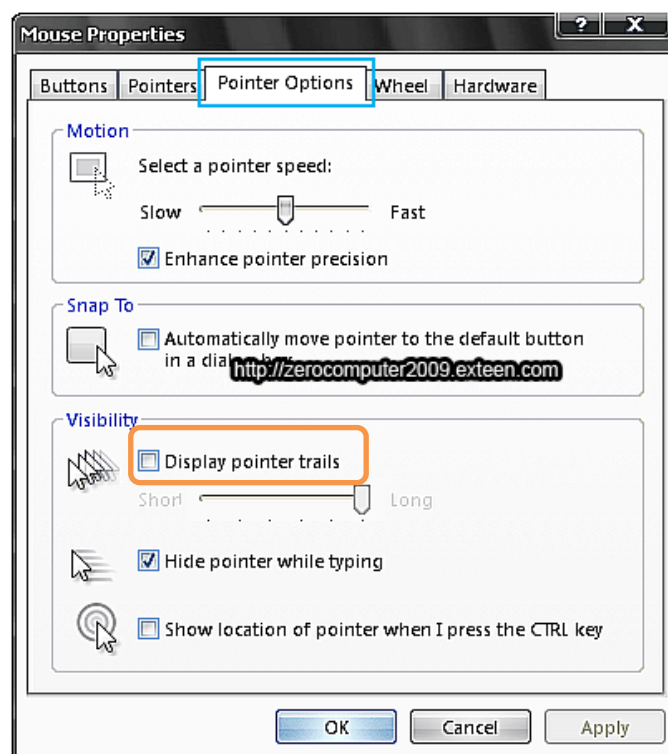 Mouse Properties
? X
Buttons Pointers Pointer Options Wheel Hardware
Motion
Select a pointer speed:
Slow Fast
Enhance pointer precision
Snap To
Automatically move pointer to the default button
in a
http://zerocomputer2009.exteen.com
Visibility
Display pointer trails
Short Long
Hide pointer while typing
Show location of pointer when I press the CTRL key
OK Cancel Apply